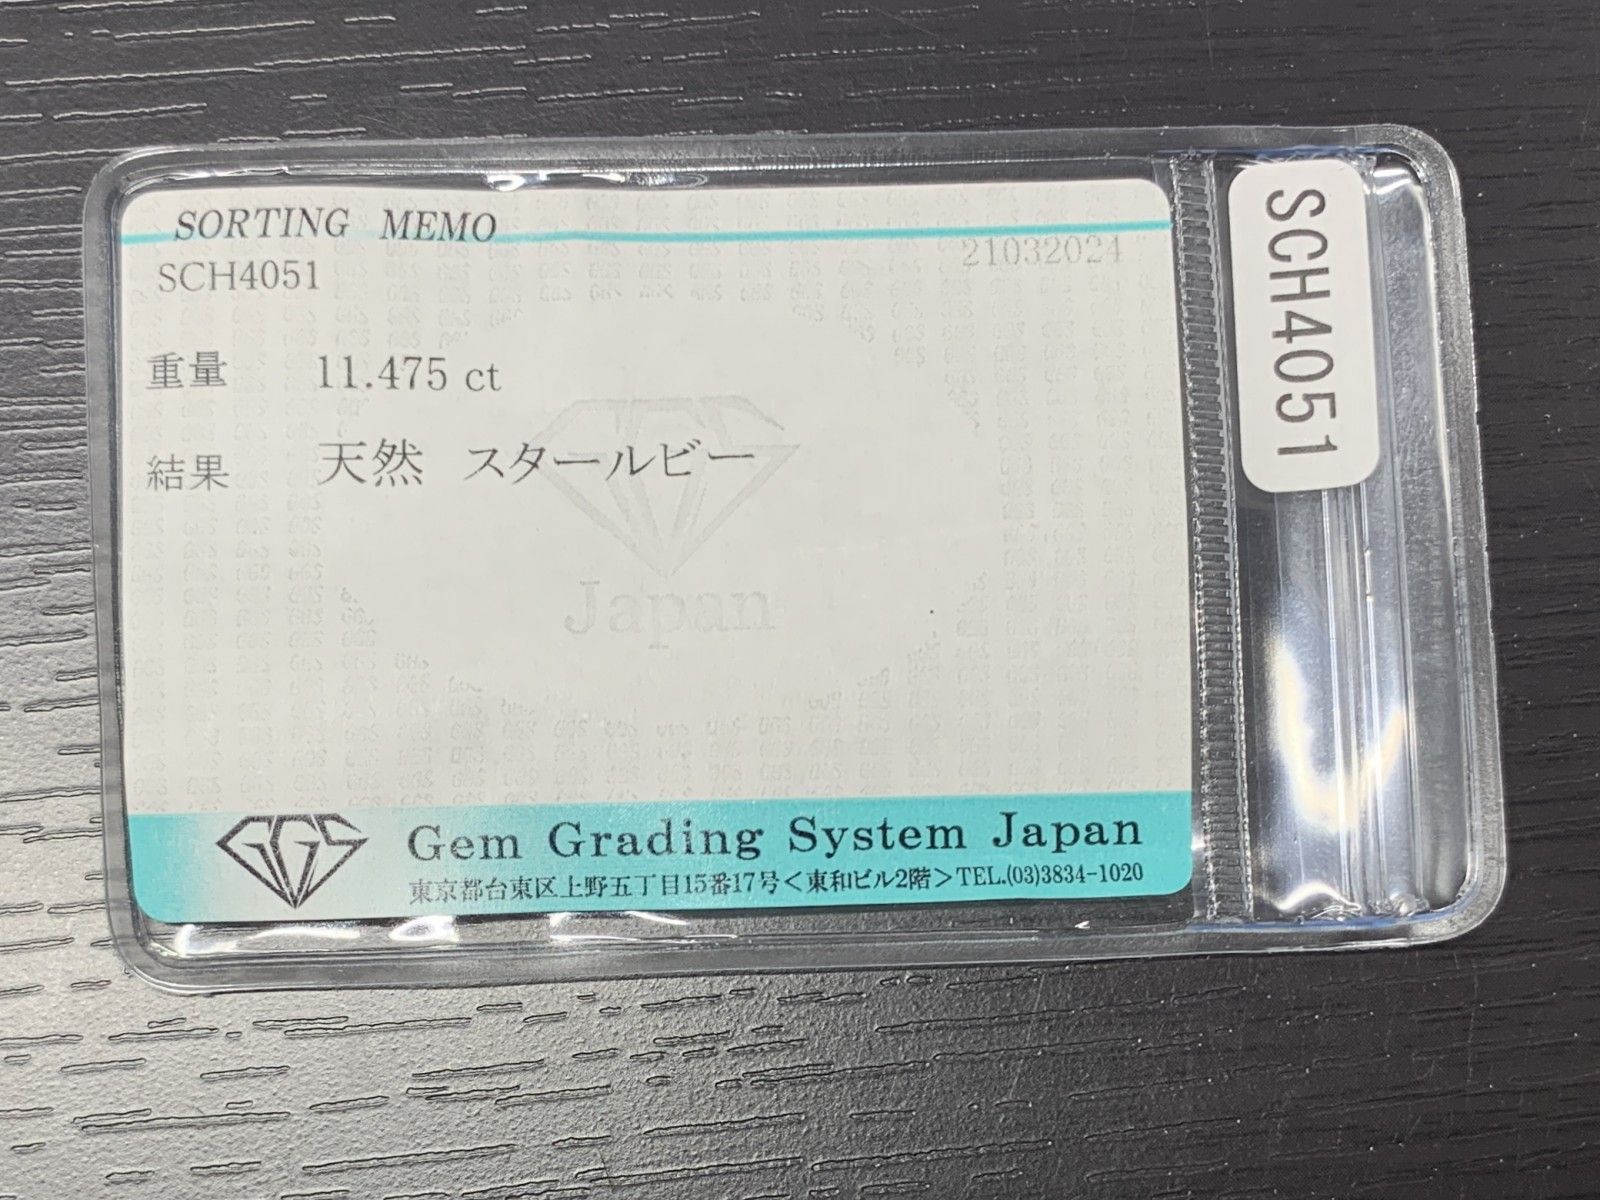 SORTING MEMO
SCH4051
21032024
重量 11.475 ct
結果 天然 スタールビー
Japan
GGS
Gem Grading System Japan
東京都台東区上野五丁目15番17号<東和ビル2階>TEL.(03)3834-1020
SCH4051